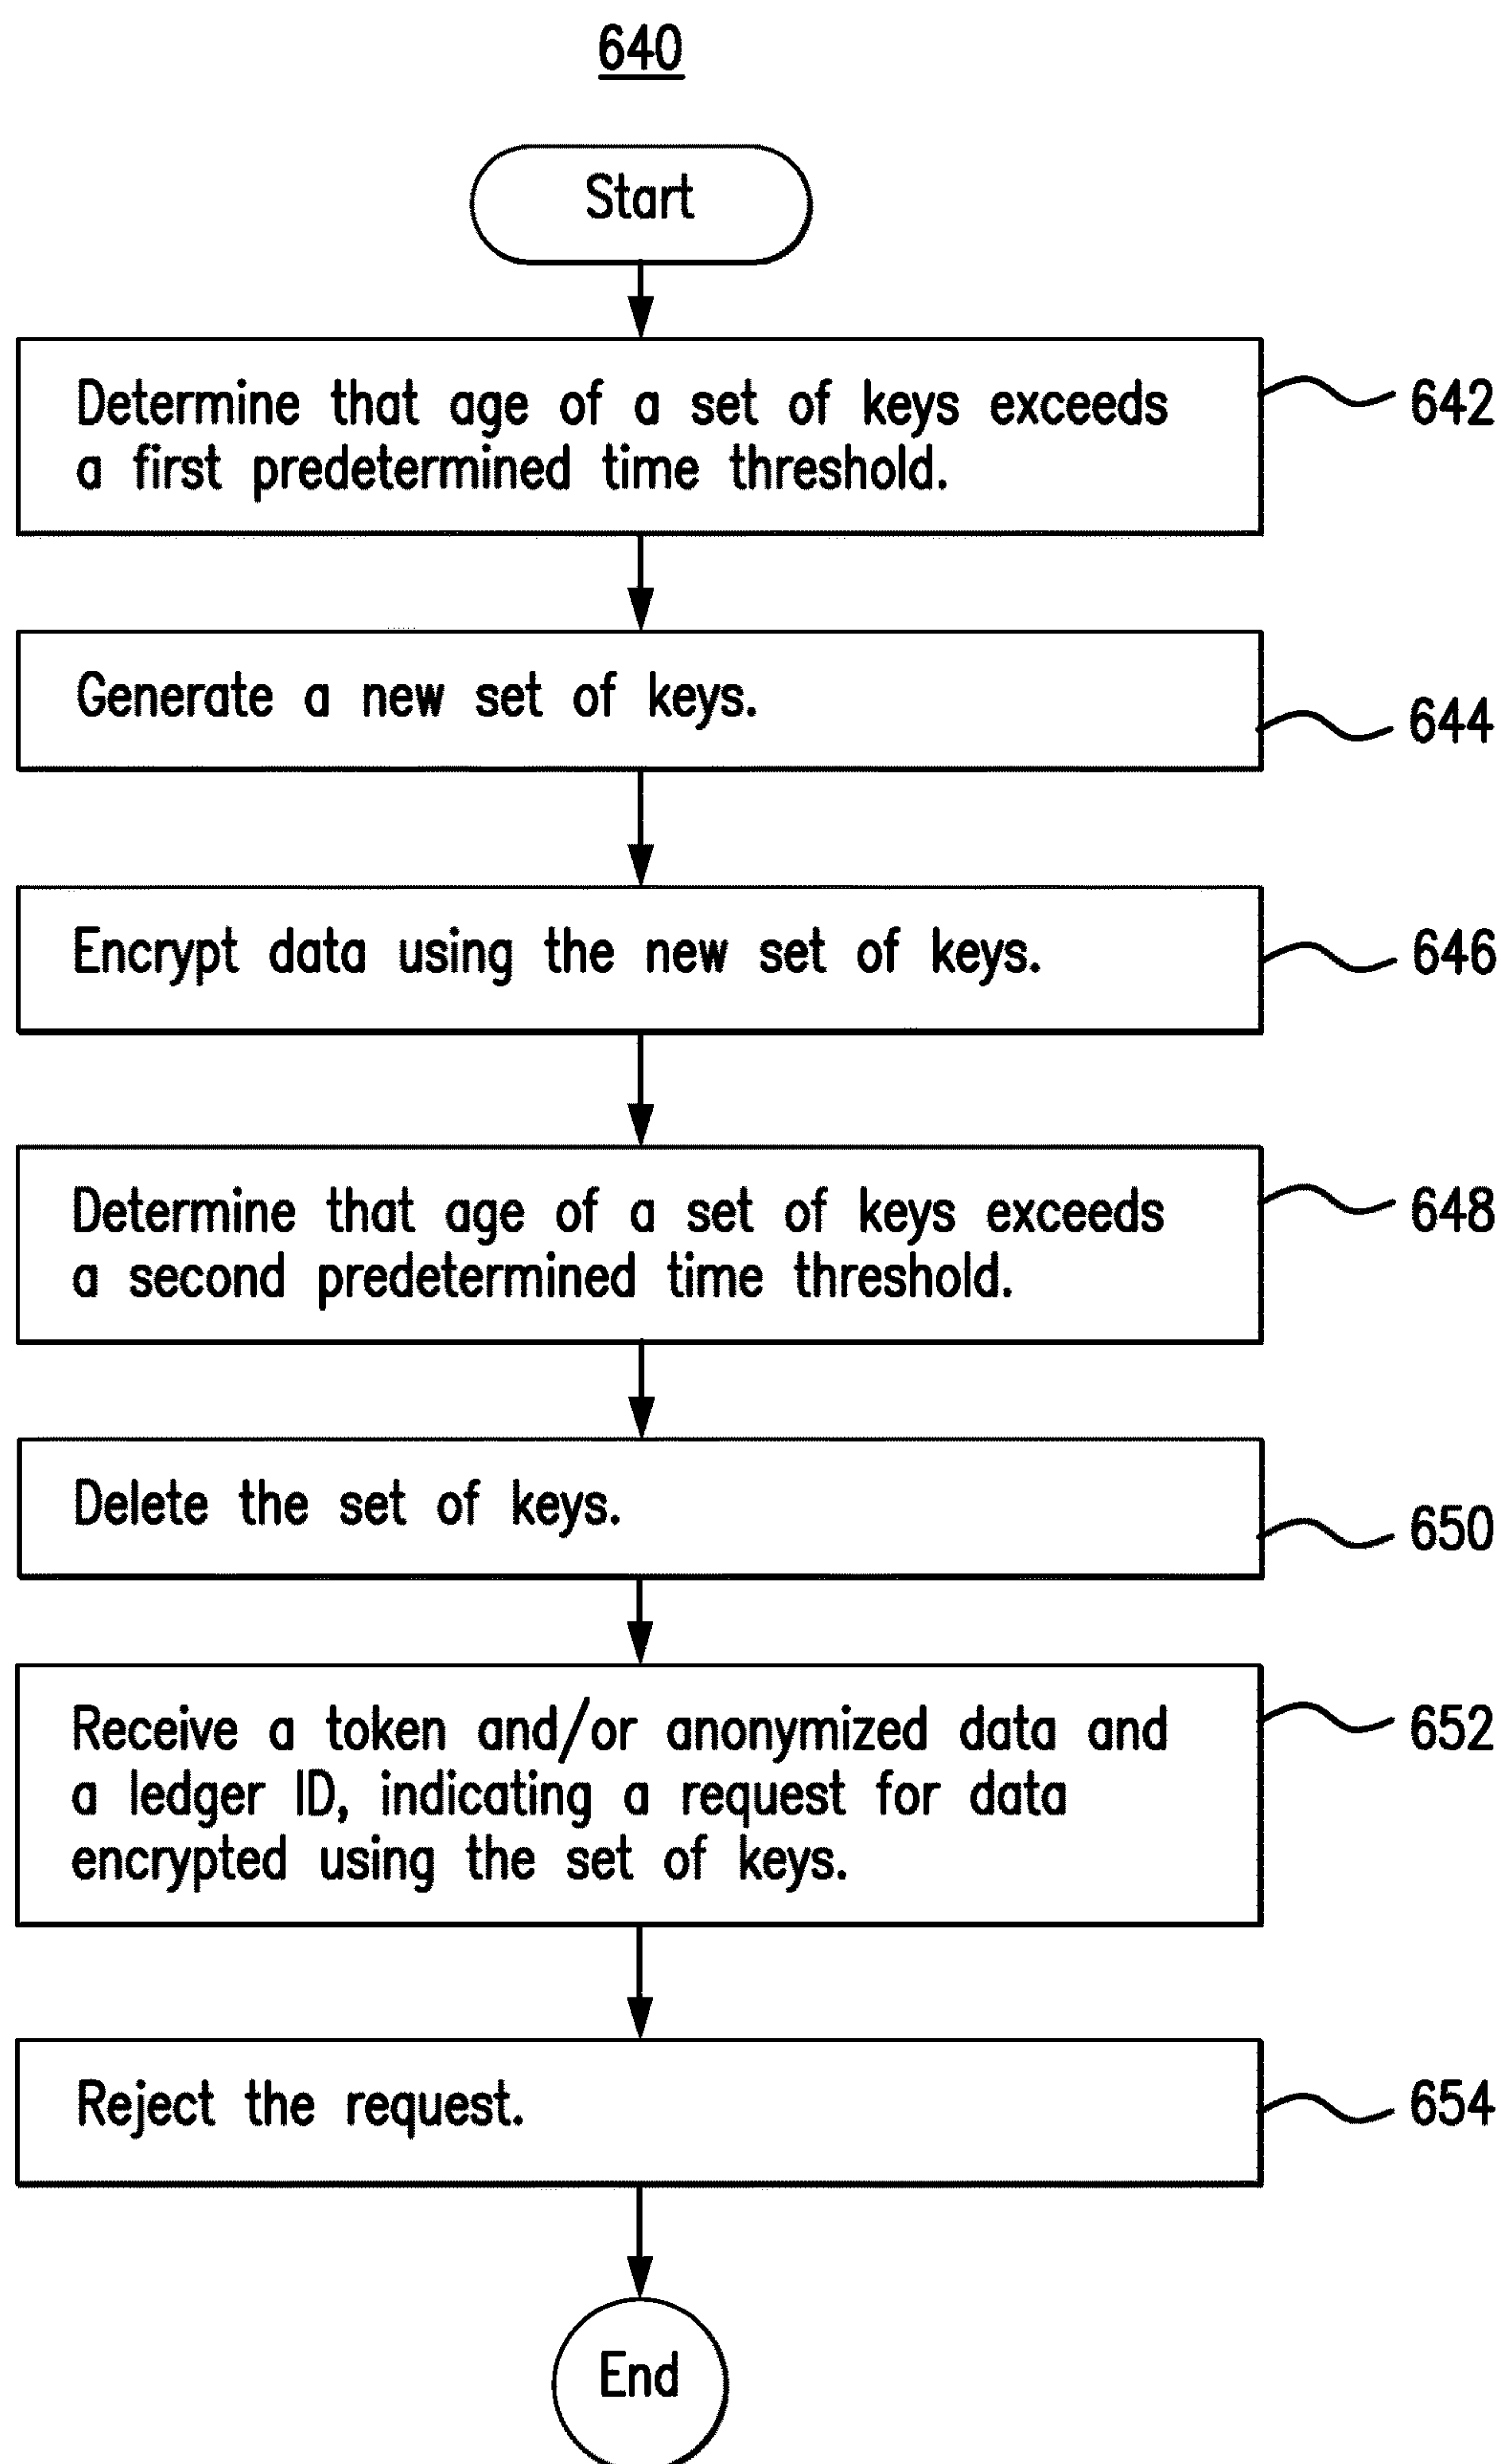 640
Start
Determine that age of a set of keys exceeds
a first predetermined time threshold.
642
Generate a new set of keys.
644
Encrypt data using the new set of keys.
646
Determine that age of a set of keys exceeds
a second predetermined time threshold.
648
Delete the set of keys.
650
Receive a token and/or anonymized data and
a ledger ID, indicating a request for data
encrypted using the set of keys.
652
Reject the request.
654
End